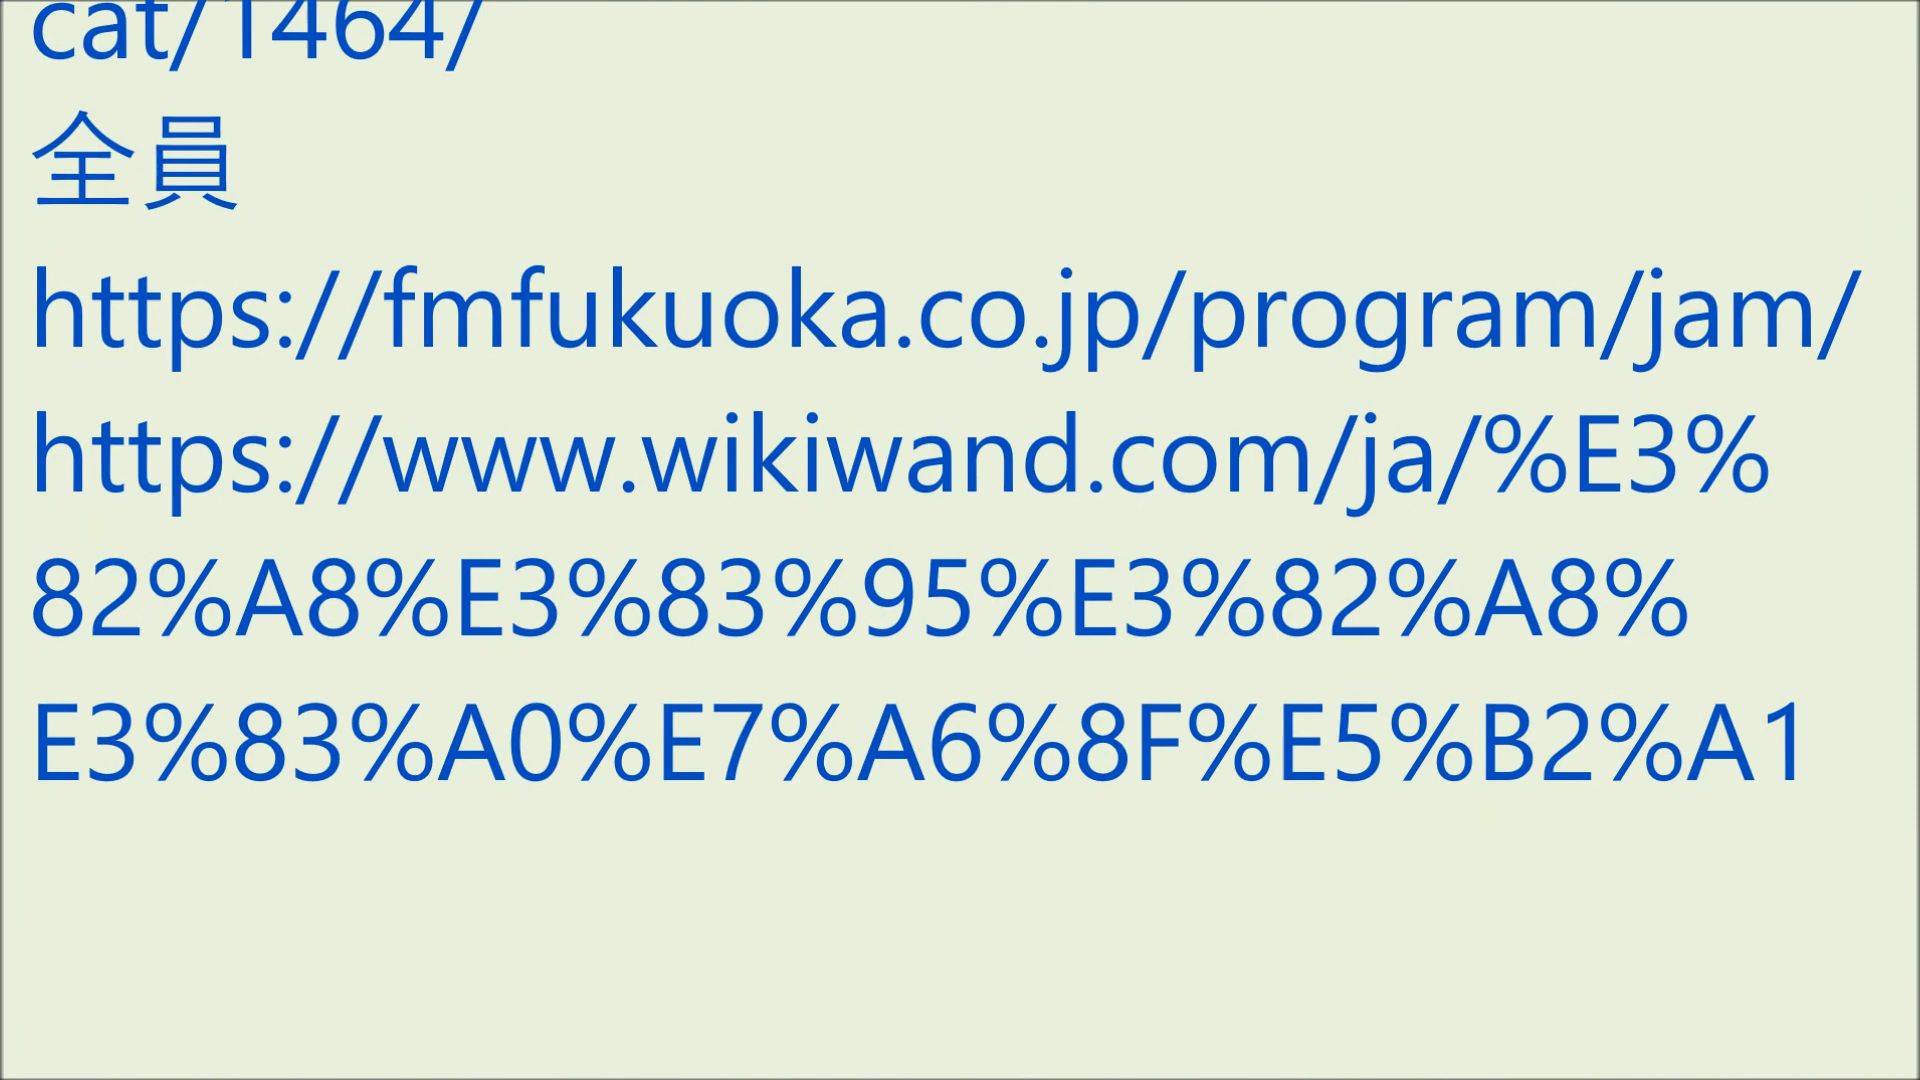 cat/1464/
全員
https://fmfukuoka.co.jp/program/jam/
https://www.wikiwand.com/ja/%E3%
82%A8%E3%83%95%E3%82%A8%
E3%83%A0%E7%A6%8F%E5%B2%A1